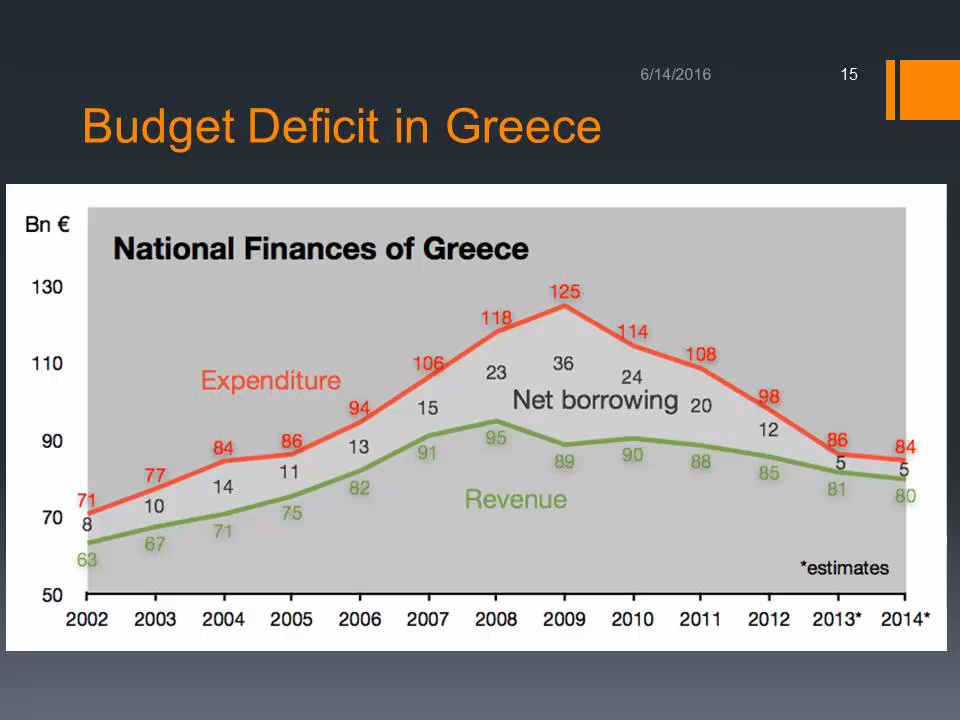 6/14/2016 15
Budget Deficit in Greece
Bn €
National Finances of Greece
130
110
90
70
50
Expenditure
71 77 84 86 94 106 118 125 114 108 98 86 84
Net borrowing
8 10 14 11 13 15 23 36 24 20 12 5 5
Revenue
63 67 71 75 82 91 95 89 90 88 85 81 80
*estimates
2002 2003 2004 2005 2006 2007 2008 2009 2010 2011 2012 2013* 2014*